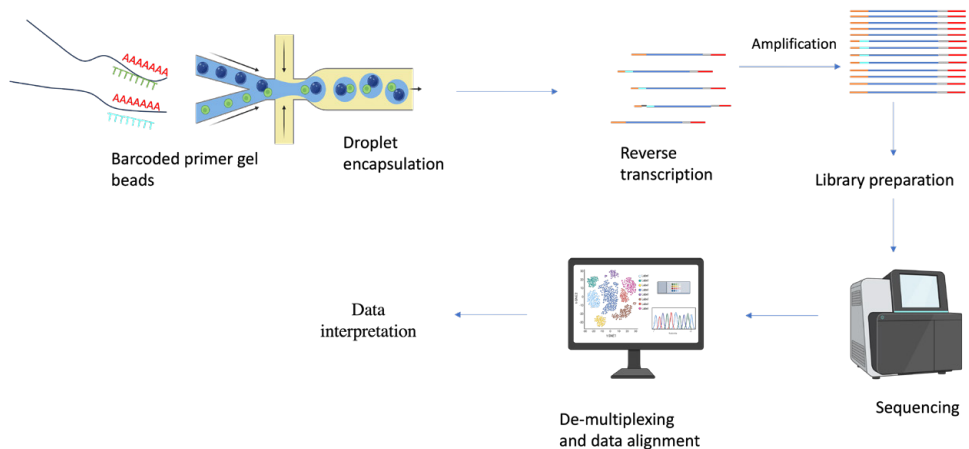 AAAAAAA
AAAAAAA
Barcoded primer gel
beads
Droplet
encapsulation
Reverse
transcription
Amplification
Library preparation
Sequencing
De-multiplexing
and data alignment
Data
interpretation